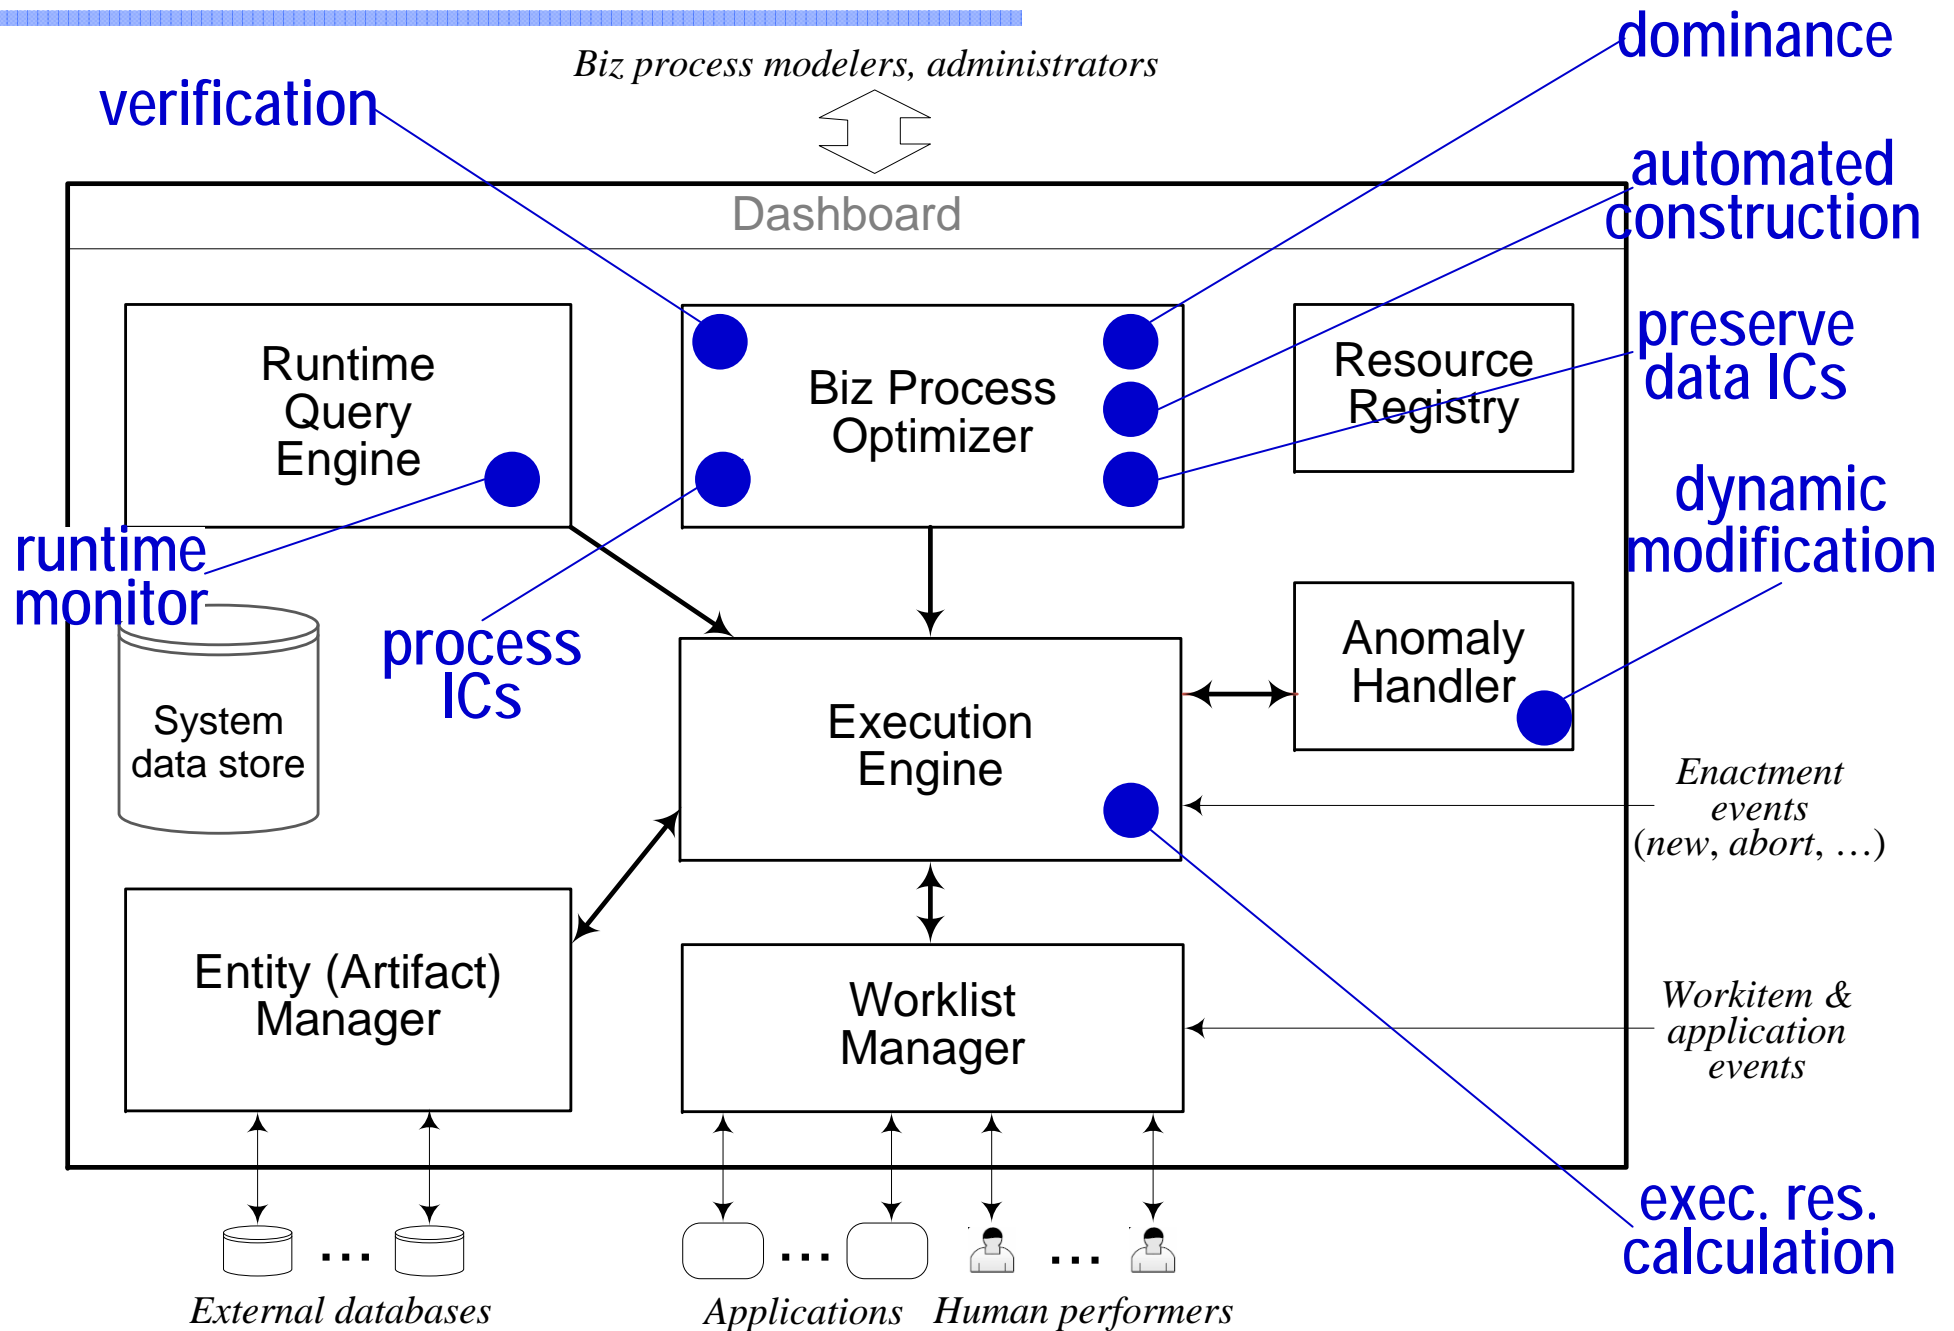 dominance
Biz process modelers, administrators
verification
automated
construction
Dashboard
preserve
data ICs
Runtime
Query
Engine
Biz Process
Optimizer
Resource
Registry
dynamic
modification
runtime
monitor
process
ICs
Anomaly
Handler
System
data store
Execution
Engine
Enactment
events
(new, abort, …)
Entity (Artifact)
Manager
Worklist
Manager
Workitem &
application
events
exec. res.
calculation
...
...
...
External databases
Applications
Human performers